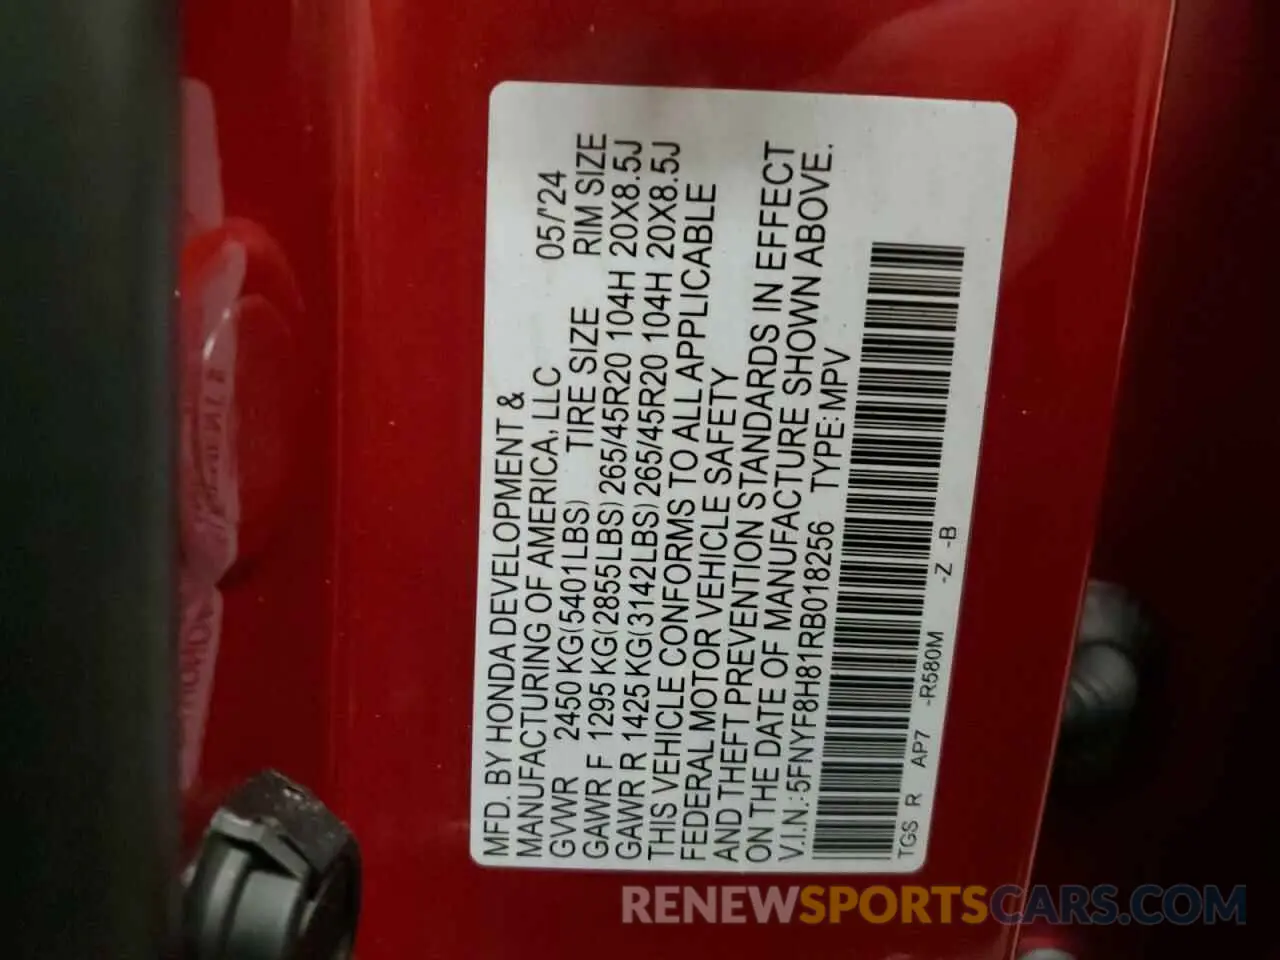 MFD. BY HONDA DEVELOPMENT &
MANUFACTURING OF AMERICA, LLC 05/'24
GVWR 2450 KG(5401LBS) TIRE SIZE RIM SIZE
GAWR F 1295 KG(2855LBS) 265/45R20 104H 20X8.5J
GAWR R 1425 KG(3142LBS) 265/45R20 104H 20X8.5J
THIS VEHICLE CONFORMS TO ALL APPLICABLE
FEDERAL MOTOR VEHICLE SAFETY
AND THEFT PREVENTION STANDARDS IN EFFECT
ON THE DATE OF MANUFACTURE SHOWN ABOVE.
V.I.N.: 5FNYF8H81RB018256 TYPE: MPV
TGS R AP7 -R580M -Z -B
RENEWSPORTSCARS.COM